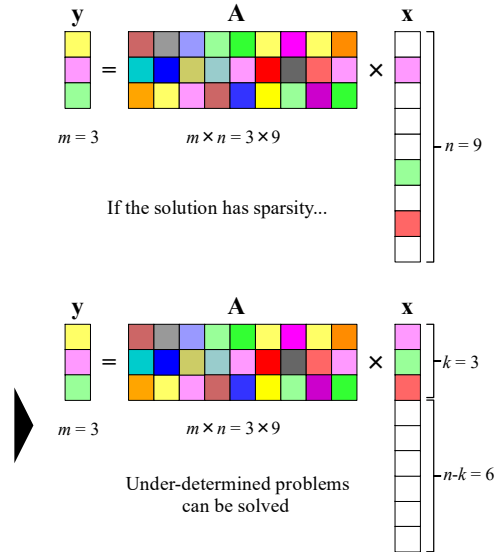 y A x
= ×
m = 3
m × n = 3 × 9
n = 9
If the solution has sparsity...
y A x
= ×
k = 3
m = 3
m × n = 3 × 9
n-k = 6
Under-determined problems
can be solved